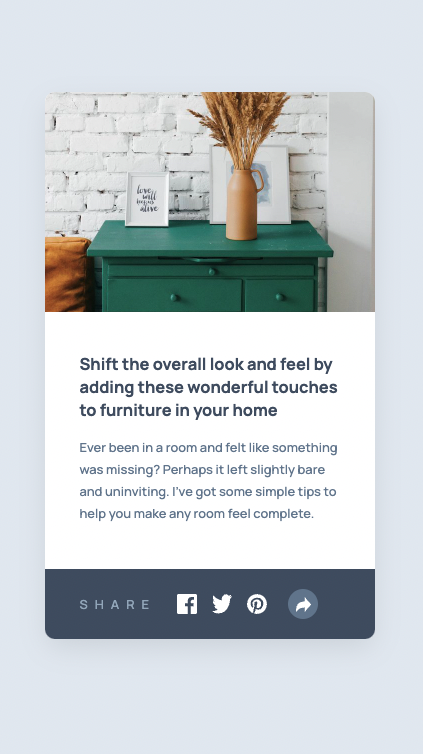 love
will
begin
alive
Shift the overall look and feel by
adding these wonderful touches
to furniture in your home
Ever been in a room and felt like something
was missing? Perhaps it left slightly bare
and uninviting. I've got some simple tips to
help you make any room feel complete.
SHARE